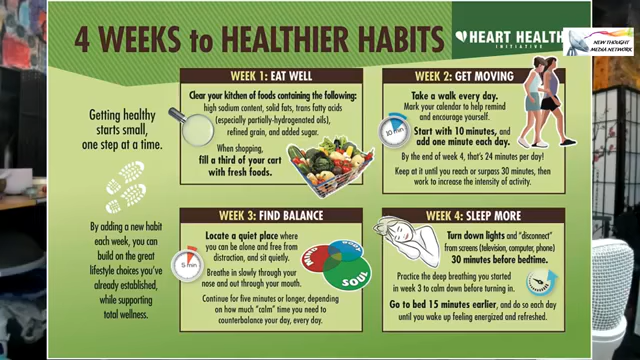 4 WEEKS to HEALTHIER HABITS
HEART HEALTH
INITIATIVE
NEW THOUGHT
MEDIA NETWORK
Getting healthy
starts small,
one step at a time.
By adding a new habit
each week, you can
build on the great
lifestyle choices you've
already established,
while supporting
total wellness.
WEEK 1: EAT WELL
Clear your kitchen of foods containing the following:
high sodium content, solid fats, trans fatty acids
(especially partially-hydrogenated oils),
refined grain, and added sugar.
When shopping,
fill a third of your cart
with fresh foods.
WEEK 2: GET MOVING
Take a walk every day.
Mark your calendar to help remind
and encourage yourself.
10 min
Start with 10 minutes, and
add one minute each day.
By the end of week 4, that's 24 minutes per day!
Keep at it until you reach or surpass 30 minutes, then
work to increase the intensity of activity.
WEEK 3: FIND BALANCE
Locate a quiet place where
you can be alone and free from
distraction, and sit quietly.
5 min
Breathe in slowly through your
nose and out through your mouth.
Continue for five minutes or longer, depending
on how much "calm" time you need to
counterbalance your day, every day.
MIND
BODY
SOUL
WEEK 4: SLEEP MORE
Turn down lights and "disconnect"
from screens (television, computer, phone)
30 minutes before bedtime.
Practice the deep breathing you started
in week 3 to calm down before turning in.
Go to bed 15 minutes earlier, and do so each day
until you wake up feeling energized and refreshed.